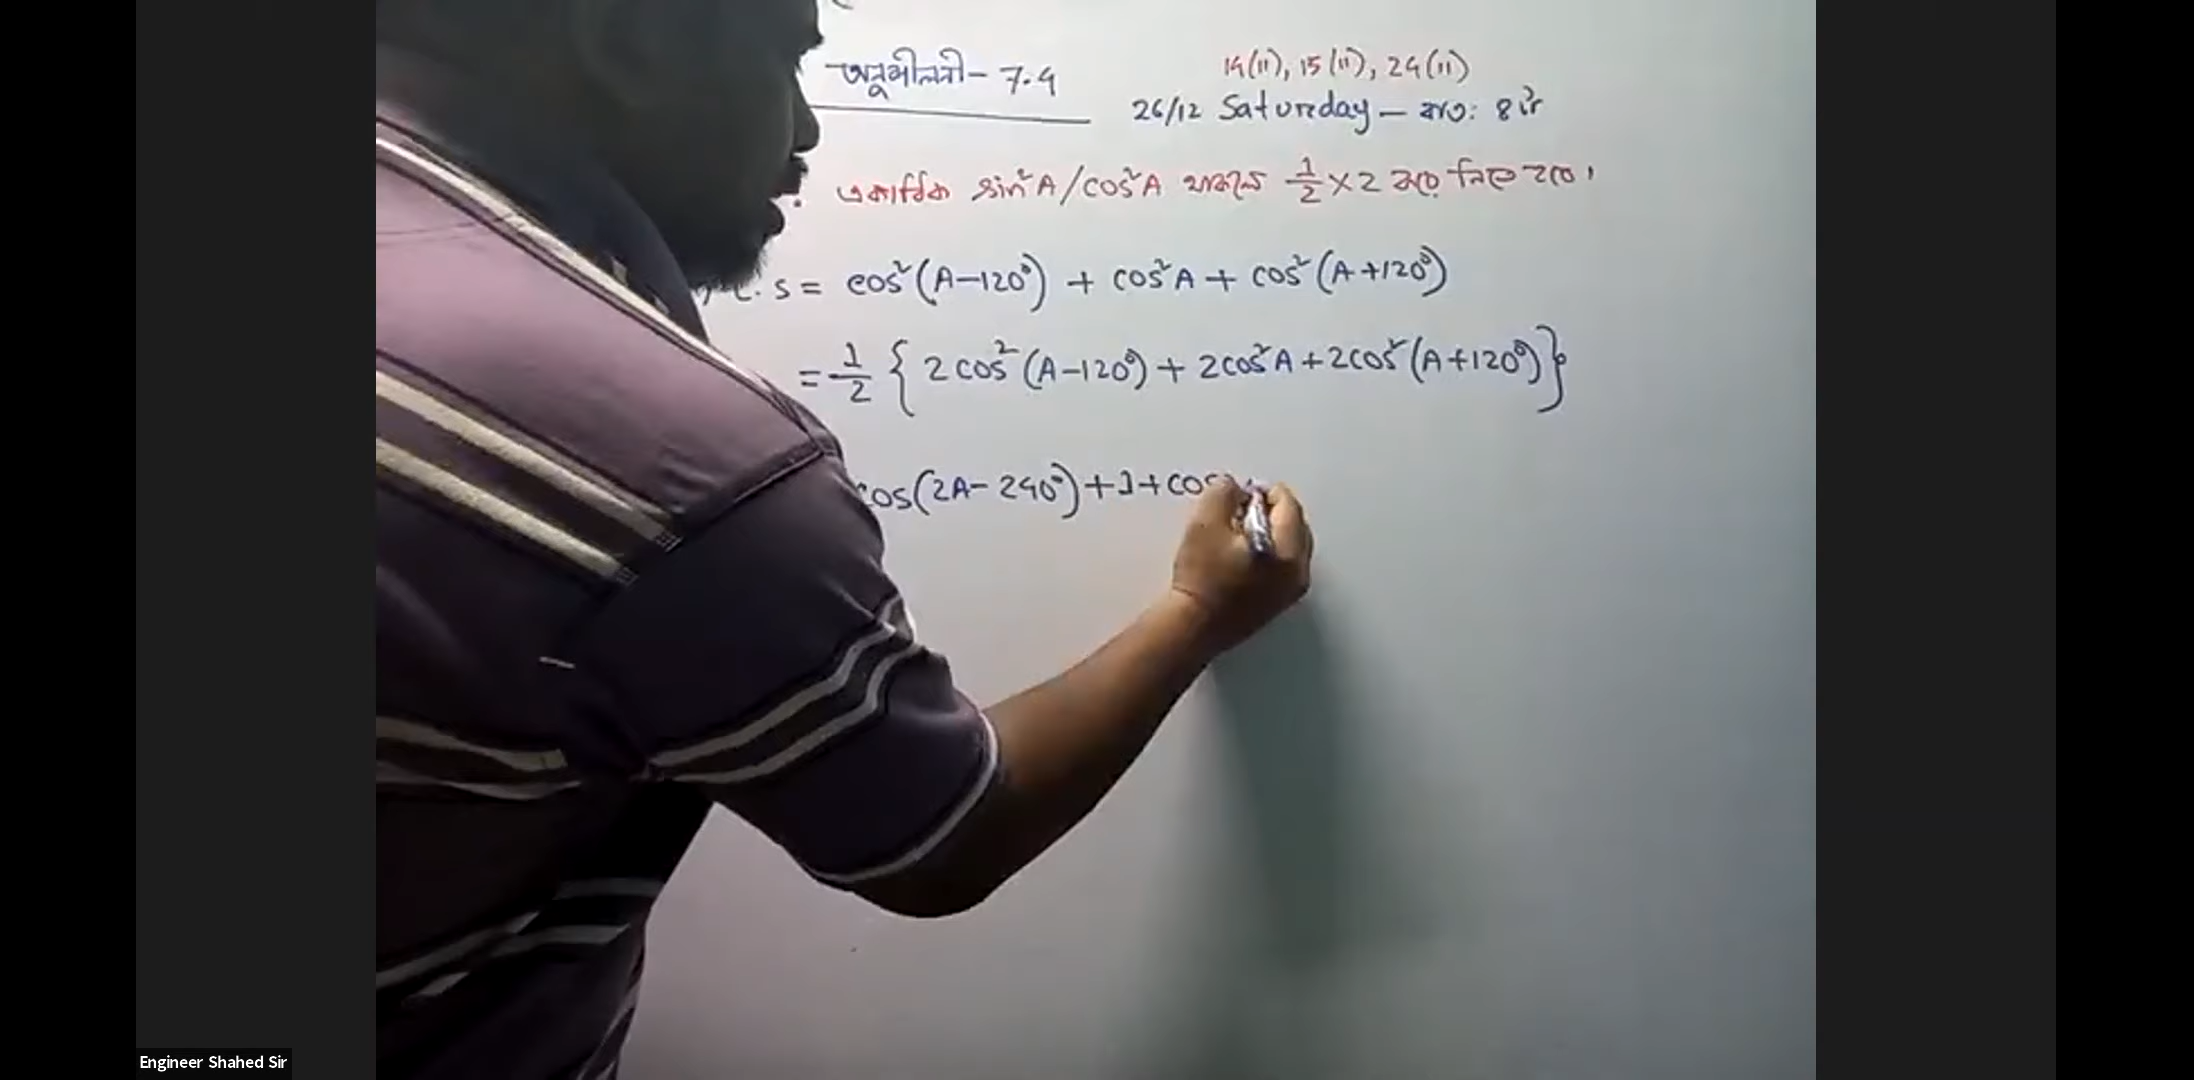 অনুশীলনী - 7.4
14(ii), 15(ii), 24(ii)
26/12 Saturday - রাত: 8 টা
একাধিক sin²A/cos²A থাকলে 1/2 × 2 করে নিতে হবে।
L. S = cos²(A-120°) + cos²A + cos²(A+120°)
= 1/2 { 2cos²(A-120°) + 2cos²A + 2cos²(A+120°)}
cos(2A- 240°)+1+cos
Engineer Shahed Sir